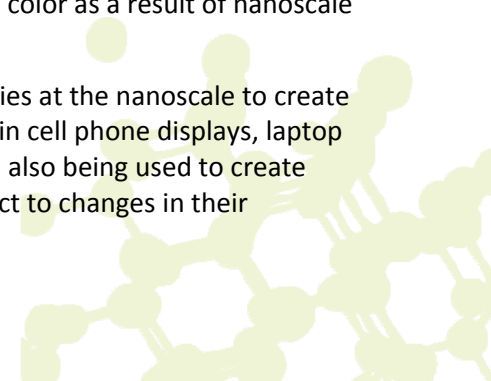 color as a result of nanoscale
ies at the nanoscale to create
in cell phone displays, laptop
also being used to create
ct to changes in their